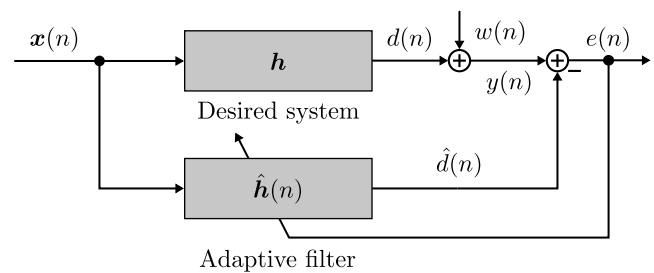 x(n)
h
d(n)
w(n)
y(n)
e(n)
+
+
−
Desired system
ĥ(n)
d̂(n)
Adaptive filter